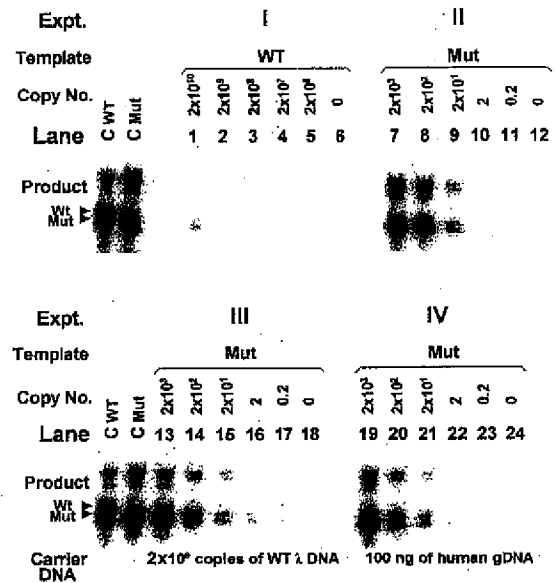 Expt. I II
Template WT Mut
Copy No. 2x10¹⁰ 2x10⁹ 2x10⁸ 2x10⁷ 0 2x10³ 2x10² 2x10¹ 2 0.2 0
Lane C WT C Mut 1 2 3 4 5 6 7 8 9 10 11 12
Product
Wt
Mut
Expt. III IV
Template Mut Mut
Copy No. 2x10³ 2x10² 2x10¹ 2 0.2 0 2x10³ 2x10² 2x10¹ 2 0.2 0
Lane C WT C Mut 13 14 15 16 17 18 19 20 21 22 23 24
Product
Wt
Mut
Carrier DNA 2x10⁶ copies of WT λ DNA 100 ng of human gDNA